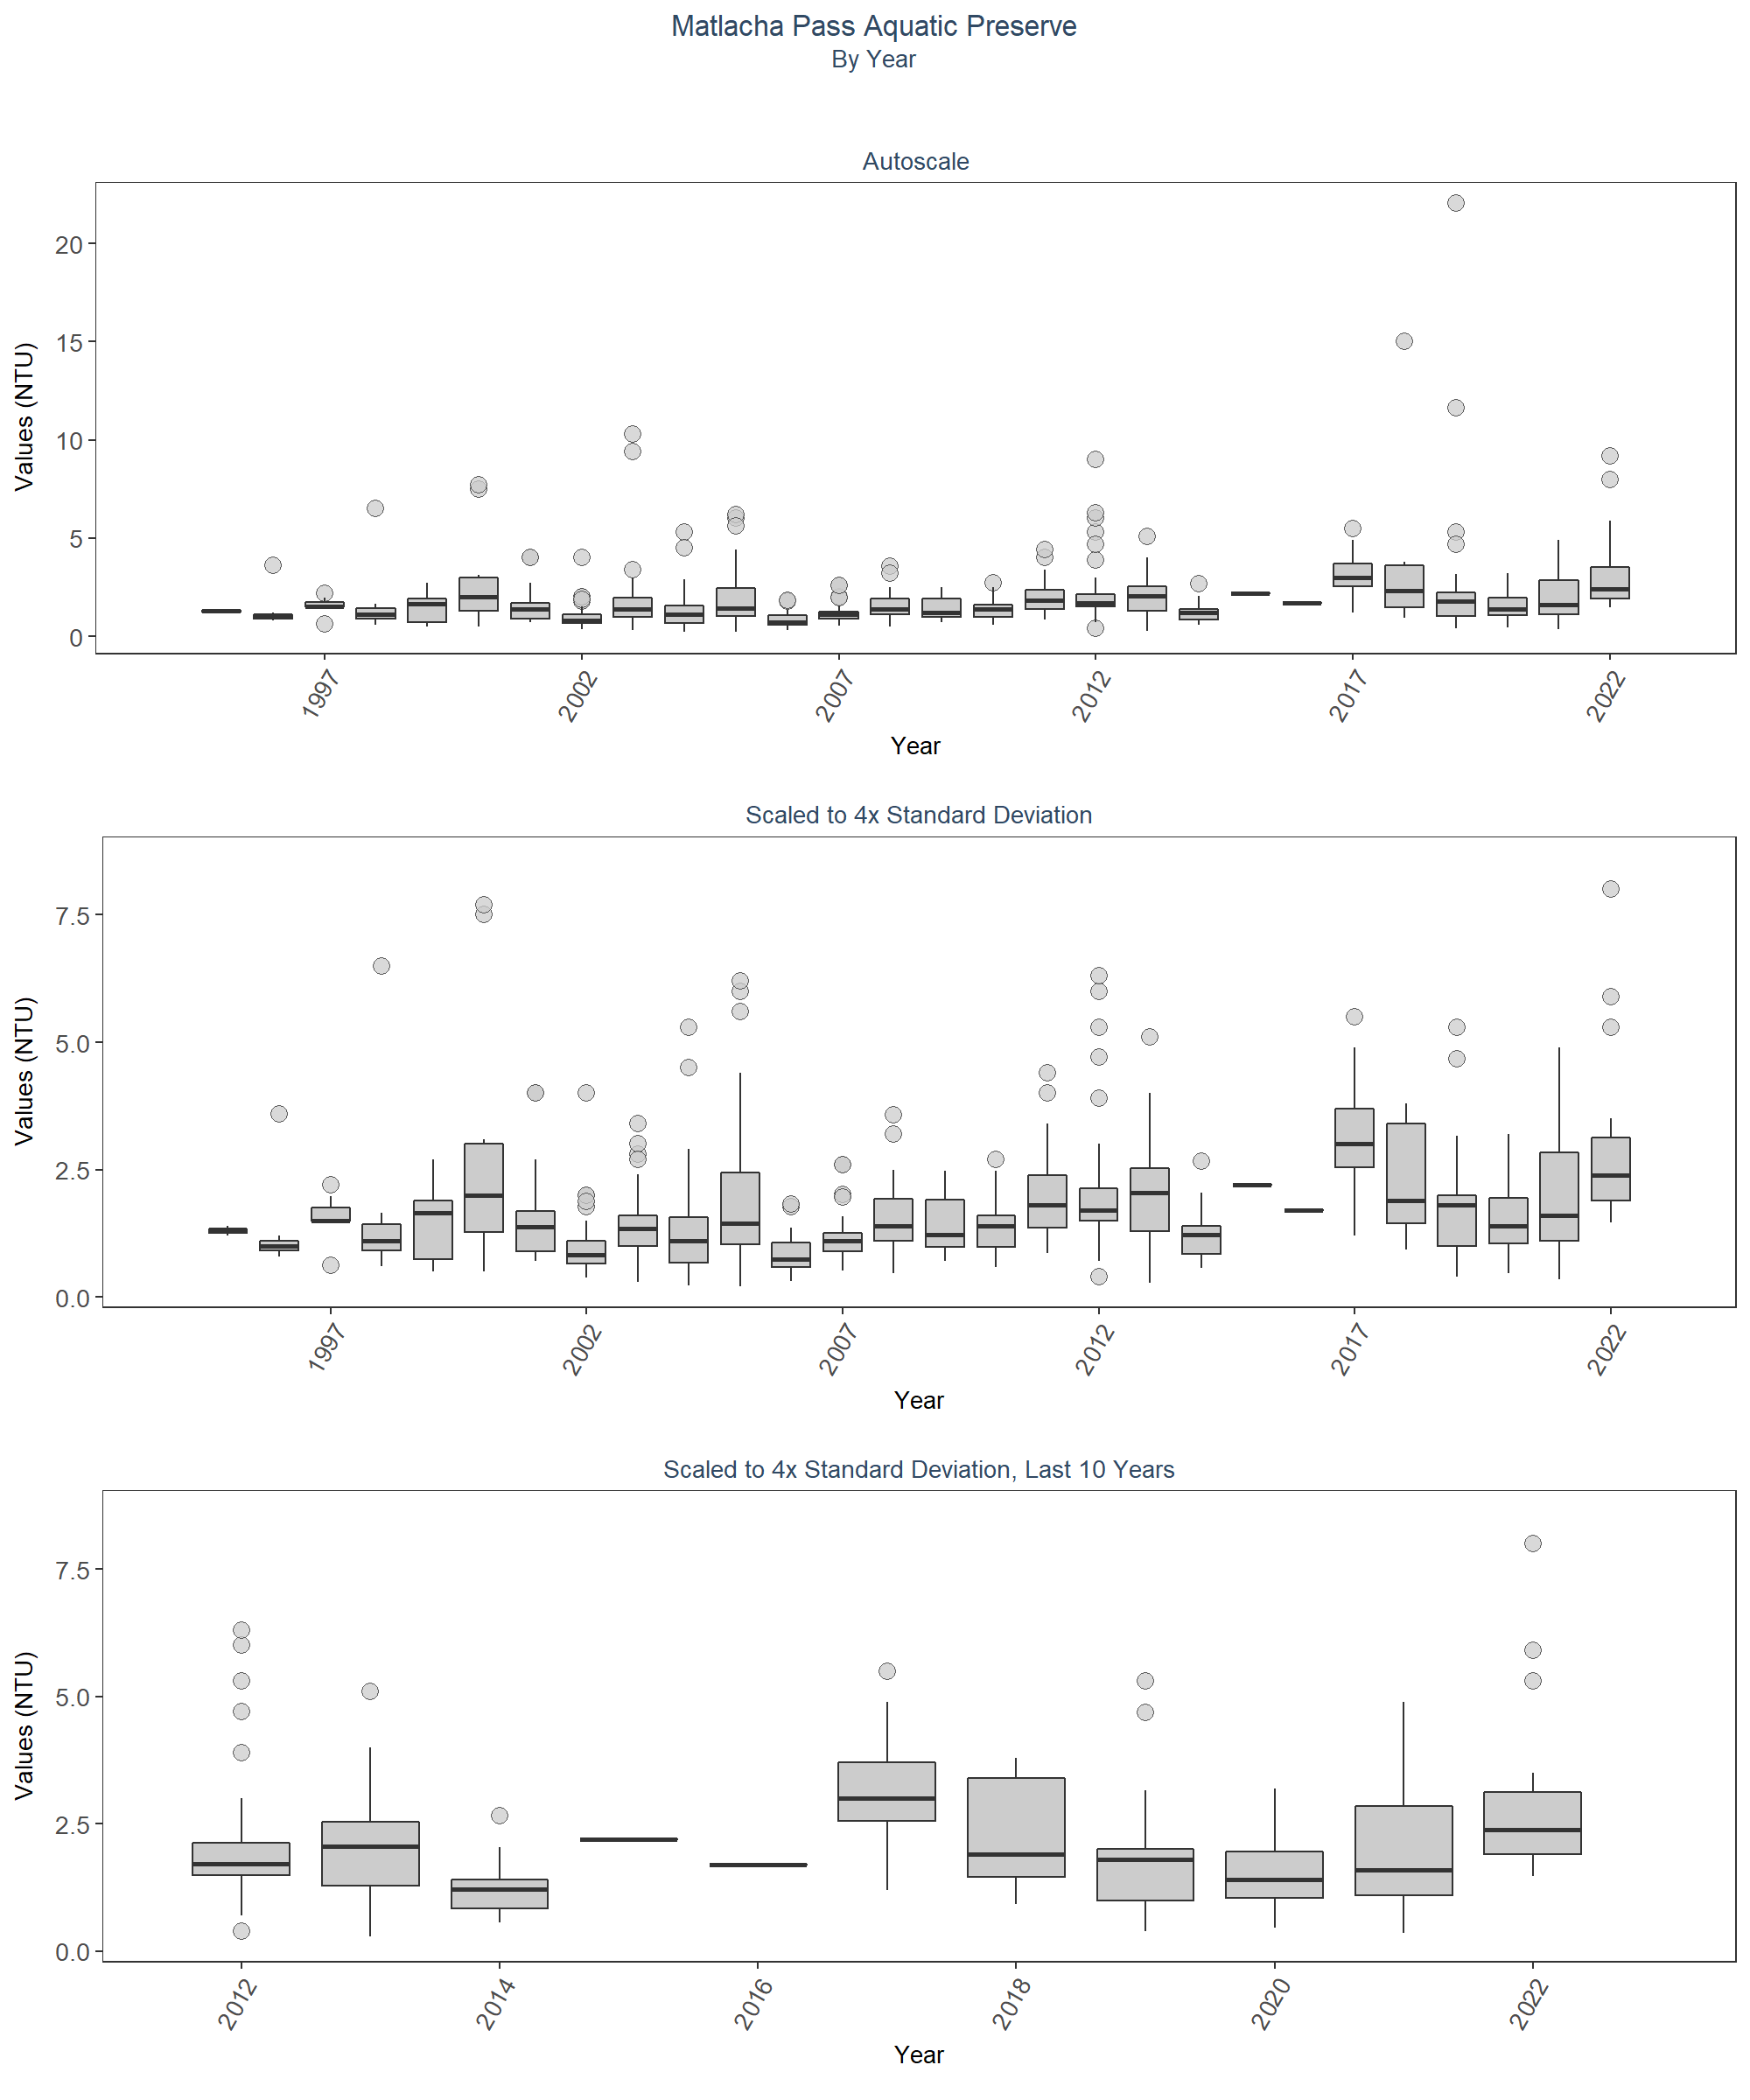 Matlacha Pass Aquatic Preserve
By Year
Autoscale
Values (NTU)
20
15
10
5
0
1997
2002
2007
2012
2017
2022
Year
Scaled to 4x Standard Deviation
Values (NTU)
7.5
5.0
2.5
0.0
1997
2002
2007
2012
2017
2022
Year
Scaled to 4x Standard Deviation, Last 10 Years
Values (NTU)
7.5
5.0
2.5
0.0
2012
2014
2016
2018
2020
2022
Year